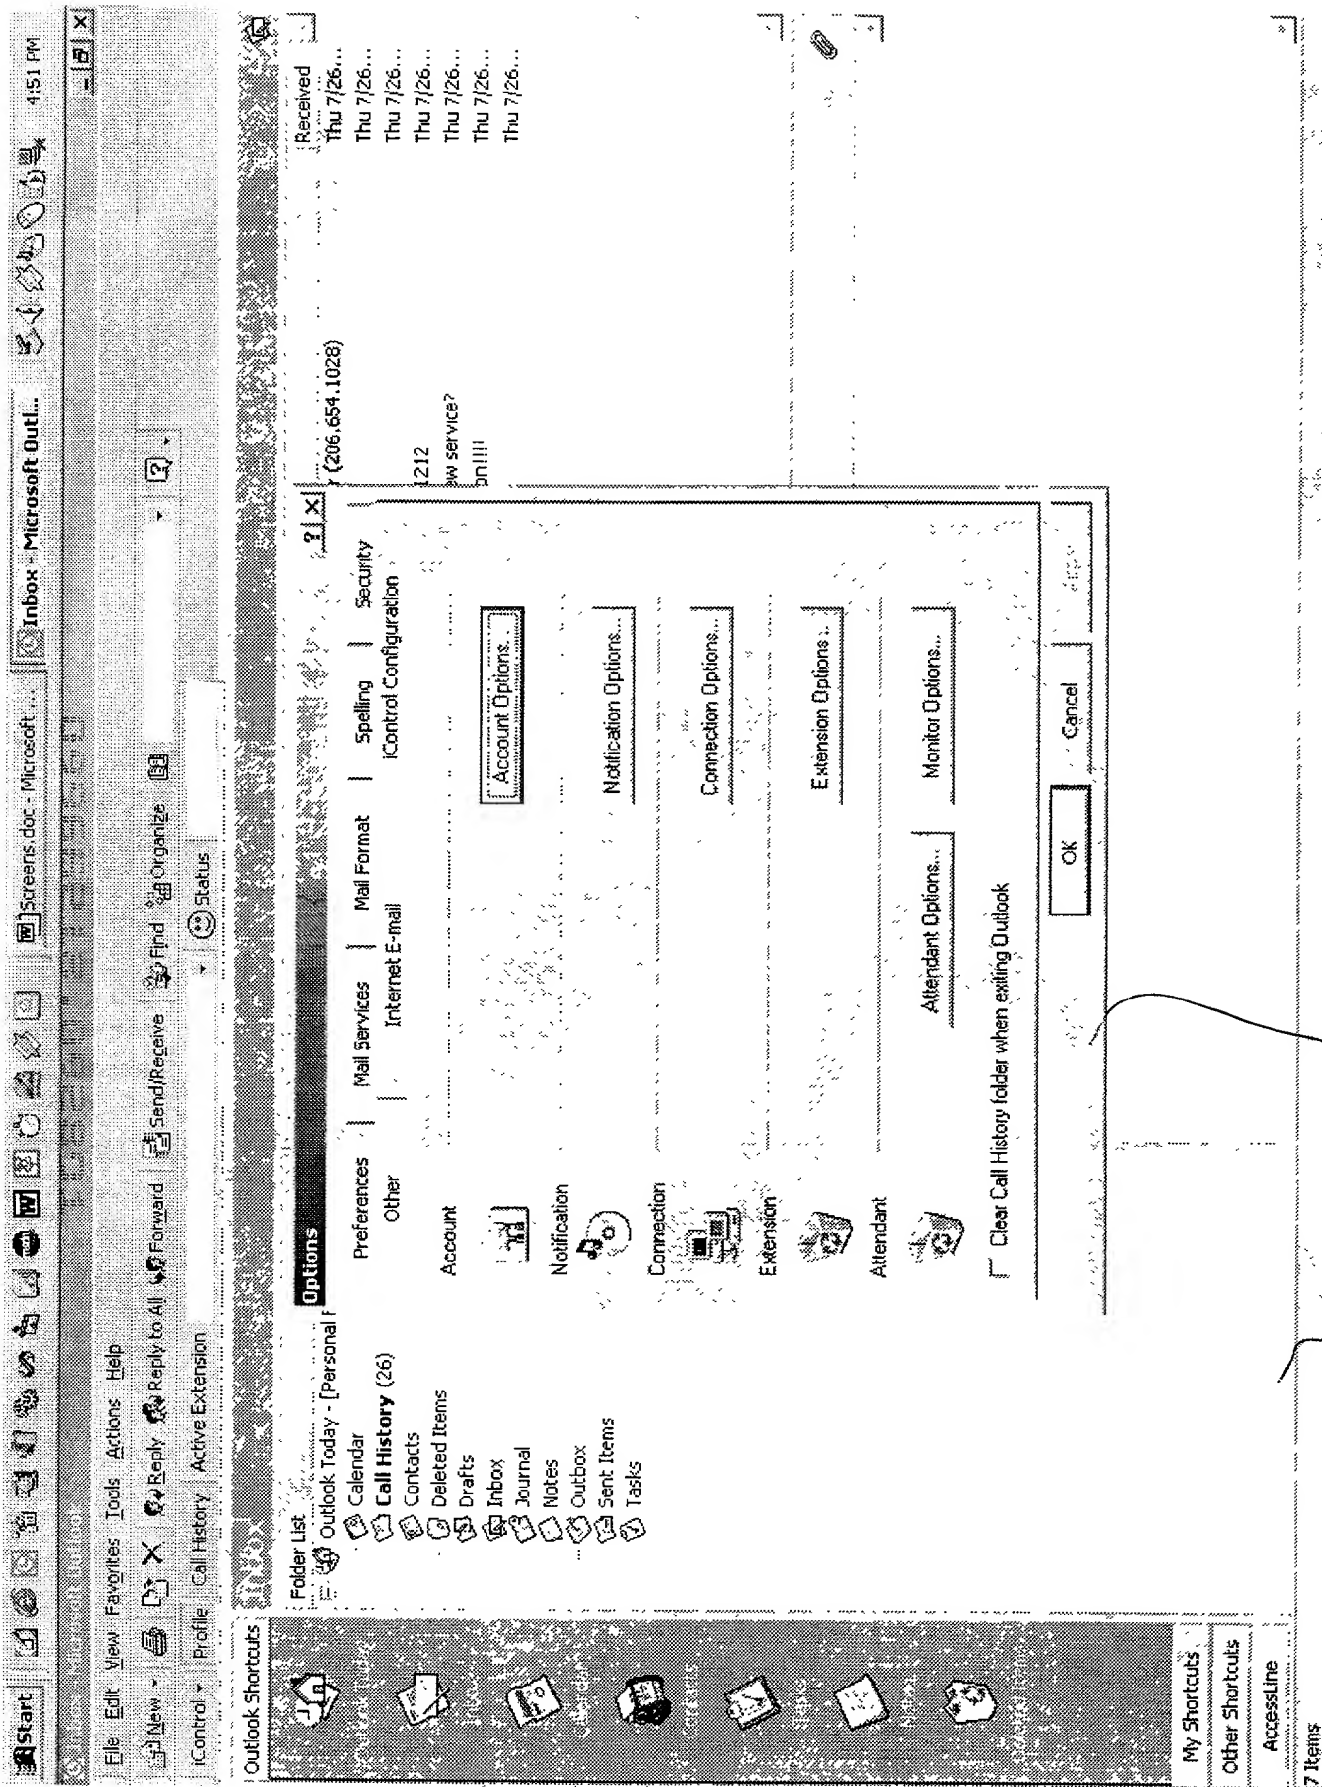 Start
Screens.doc - Microsoft ...
Inbox - Microsoft Outl...
4:51 PM
File Edit View Favorites Tools Actions Help
New
Reply
Reply to All
Forward
Send/Receive
Find
Organize
iControl
Profile
Call History
Active Extension
Status
Inbox
Outlook Shortcuts
My Shortcuts
Other Shortcuts
AccessLine
Folder List
Outlook Today - [Personal F
Calendar
Call History (26)
Contacts
Deleted Items
Drafts
Inbox
Journal
Notes
Outbox
Sent Items
Tasks
Received
Thu 7/26...
Thu 7/26...
Thu 7/26...
Thu 7/26...
Thu 7/26...
Thu 7/26...
Thu 7/26...
r (206.654.1028)
1212
ew service?
on!!!!
Options
Preferences
Mail Services
Mail Format
Spelling
Security
Other
Internet E-mail
iControl Configuration
Account
Account Options...
Notification
Notification Options...
Connection
Connection Options...
Extension
Extension Options...
Attendant
Attendant Options...
Monitor Options...
Clear Call History folder when exiting Outlook
OK
Cancel
Apply
7 Items